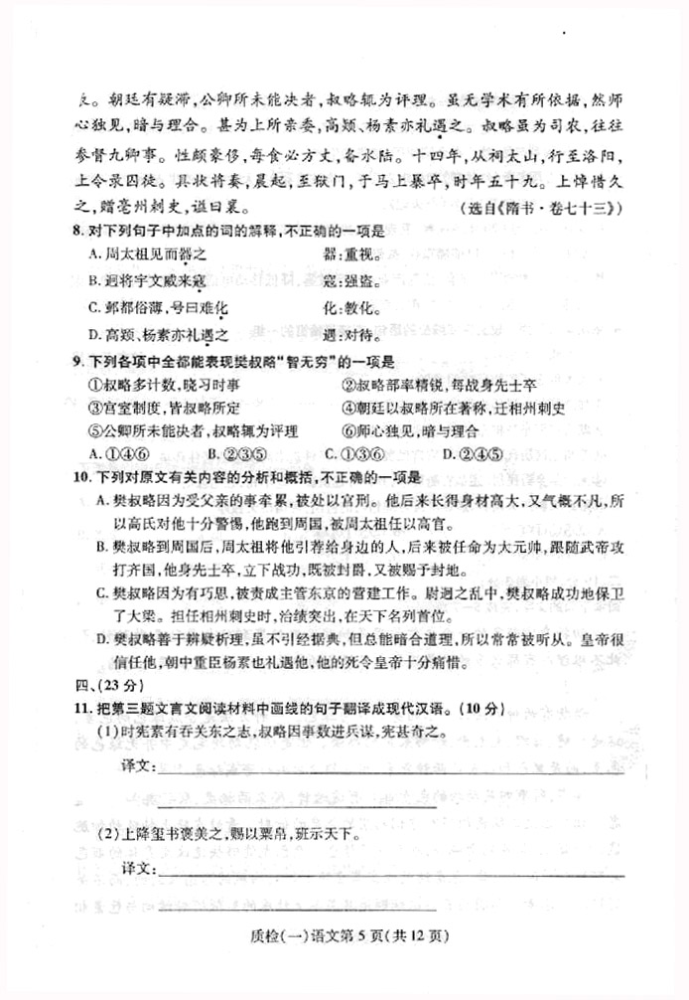 良。朝廷有疑滞,公卿所未能决者,叔略辄为评理。虽无学术有所依据,然师
心独见,暗与理合。甚为上所亲委,高颎、杨素亦礼遇之。叔略虽为司农,往往
参督九卿事。性颇豪侈,每食必方丈,备水陆。十四年,从祠太山,行至洛阳,
上令录囚徒。具状将奏,晨起,至狱门,于马上暴卒,时年五十九。上悼惜久
之,赠亳州刺史,谥曰襄。 (选自《隋书·卷七十三》)
8. 对下列句子中加点的词的解释,不正确的一项是
A. 周太祖见而器之 器:重视。
B. 迥将宇文威来寇 寇:强盗。
C. 邺都俗薄,号曰难化 化:教化。
D. 高颎、杨素亦礼遇之 遇:对待。
9. 下列各项中全都能表现樊叔略“智无穷”的一项是
①叔略多计数,晓习时事 ②叔略部率精锐,每战身先士卒
③宫室制度,皆叔略所定 ④朝廷以叔略所在著称,迁相州刺史
⑤公卿所未能决者,叔略辄为评理 ⑥师心独见,暗与理合
A. ①④⑥ B. ②③⑤ C. ①③⑥ D. ②④⑤
10. 下列对原文有关内容的分析和概括,不正确的一项是
A. 樊叔略因为受父亲的事牵累,被处以宫刑。他后来长得身材高大,又气概不凡,所
以高氏对他十分警惕,他跑到周国,被周太祖任以高官。
B. 樊叔略到周国后,周太祖将他引荐给身边的人,后来被任命为大元帅,跟随武帝攻
打齐国,他身先士卒,立下战功,既被封爵,又被赐予封地。
C. 樊叔略因为有巧思,被责成主管东京的营建工作。尉迥之乱中,樊叔略成功地保卫
了大梁。担任相州刺史时,治绩突出,在天下名列首位。
D. 樊叔略善于辨疑析理,虽不引经据典,但总能暗合道理,所以常常被听从。皇帝很
信任他,朝中重臣杨素也礼遇他,他的死令皇帝十分痛惜。
四、(23 分)
11. 把第三题文言文阅读材料中画线的句子翻译成现代汉语。(10 分)
(1)时宪素有吞关东之志,叔略因事数进兵谋,宪甚奇之。
译文:
(2)上降玺书褒美之,赐以粟帛,班示天下。
译文:
质检(一)语文第 5 页(共 12 页)